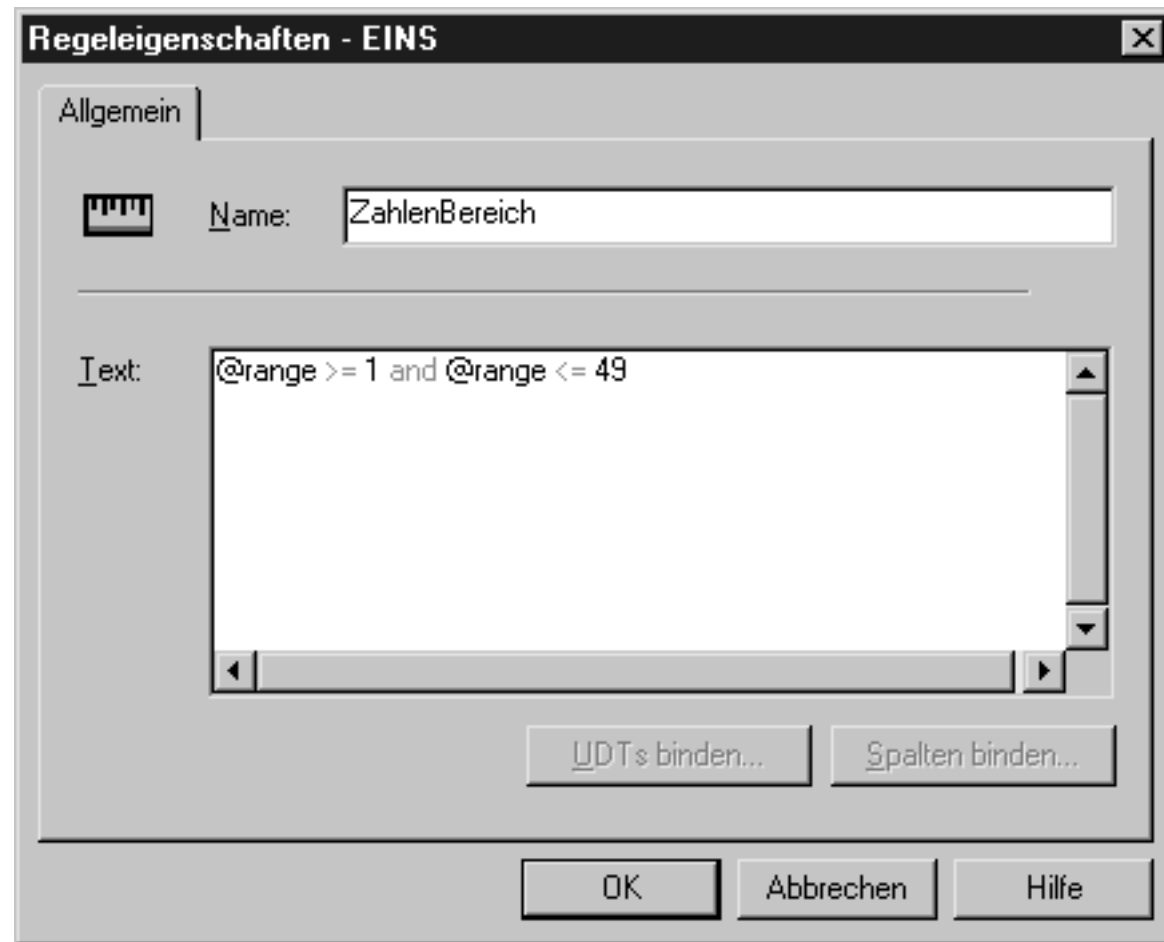 Regeleigenschaften - EINS
Allgemein
Name: ZahlenBereich
Text: @range >= 1 and @range <= 49
UDTs binden... Spalten binden...
OK Abbrechen Hilfe